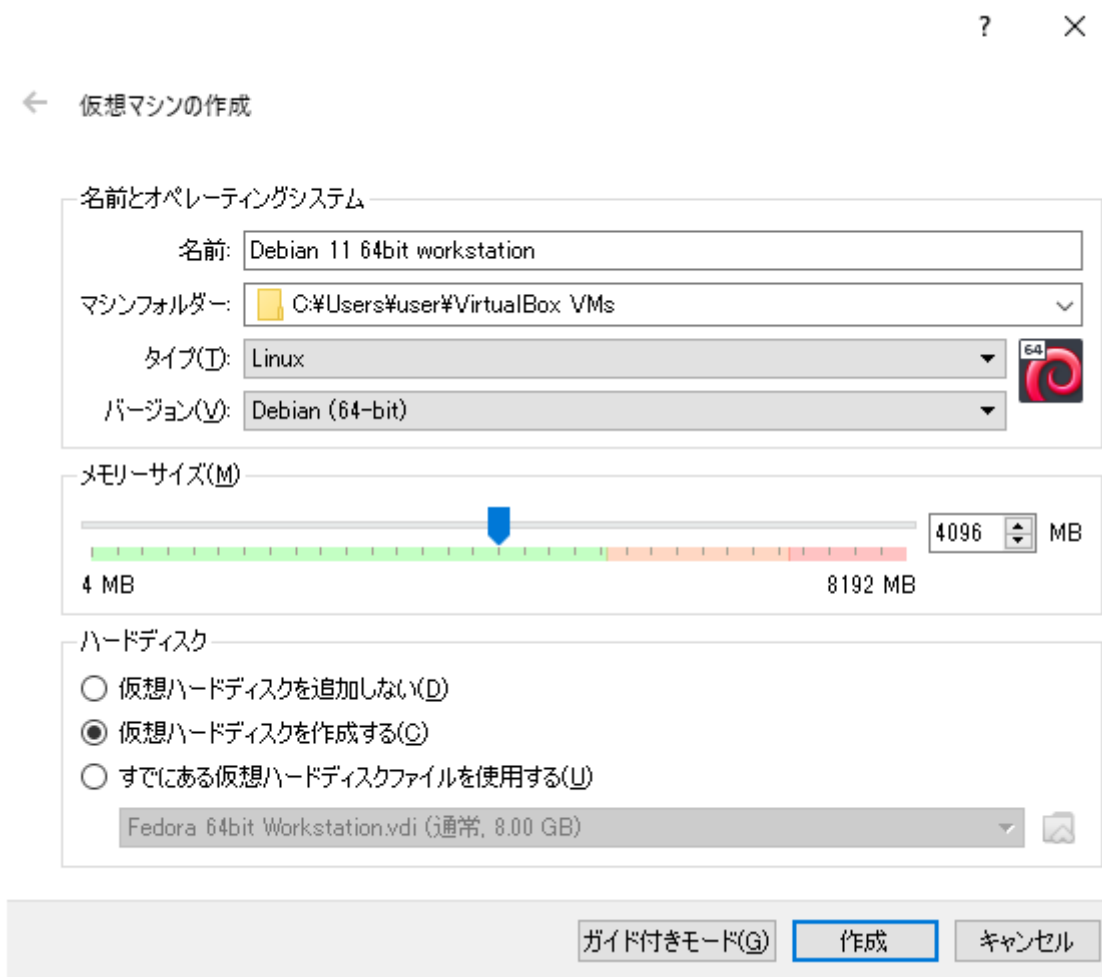 ?
仮想マシンの作成
名前とオペレーティングシステム
名前: Debian 11 64bit workstation
マシンフォルダー: C:¥Users¥user¥VirtualBox VMs
タイプ(T): Linux
64
バージョン(V): Debian (64-bit)
メモリーサイズ(M)
4096 MB
4 MB 8192 MB
ハードディスク
仮想ハードディスクを追加しない(D)
仮想ハードディスクを作成する(C)
すでにある仮想ハードディスクファイルを使用する(U)
Fedora 64bit Workstation.vdi (通常, 8.00 GB)
ガイド付きモード(G) 作成 キャンセル